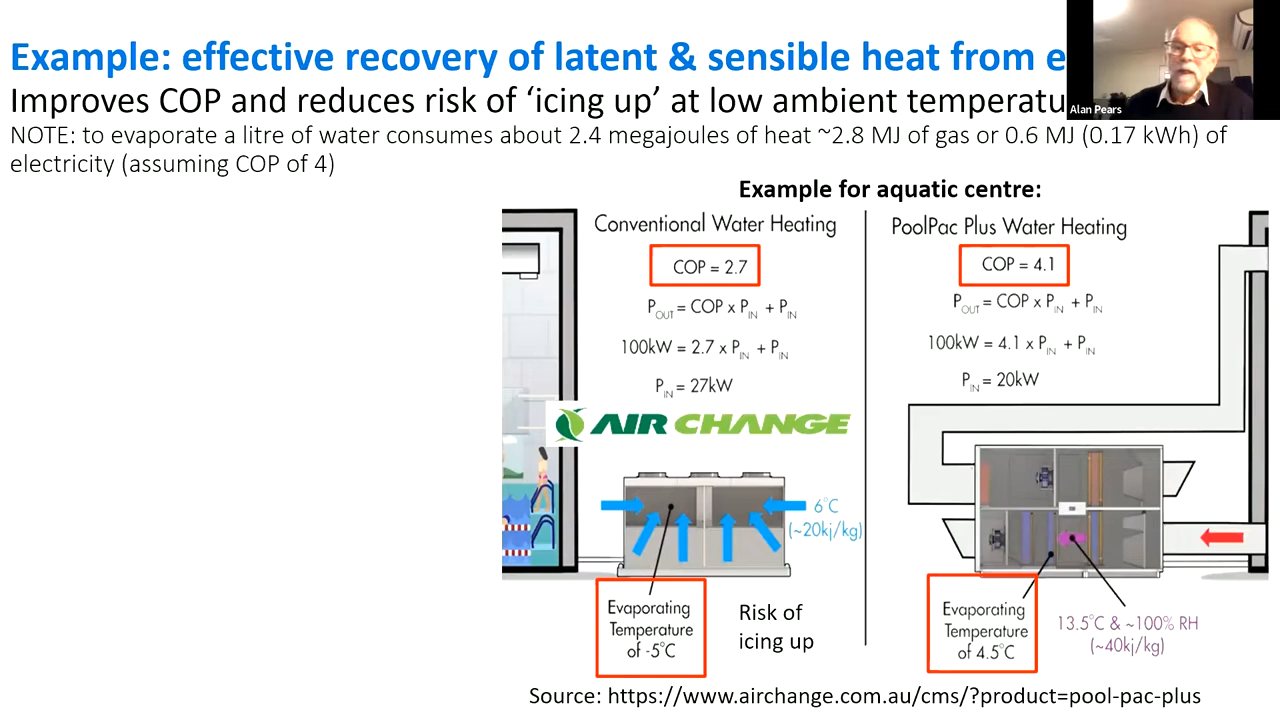 Example: effective recovery of latent & sensible heat from e
Improves COP and reduces risk of ‘icing up’ at low ambient temperatu
Alan Pears
NOTE: to evaporate a litre of water consumes about 2.4 megajoules of heat ~2.8 MJ of gas or 0.6 MJ (0.17 kWh) of
electricity (assuming COP of 4)
Example for aquatic centre:
Conventional Water Heating
COP = 2.7
POUT = COP x PIN + PIN
100kW = 2.7 x PIN + PIN
PIN = 27kW
AIR CHANGE
6°C
(~20kj/kg)
Evaporating
Temperature
of -5°C
Risk of
icing up
PoolPac Plus Water Heating
COP = 4.1
POUT = COP x PIN + PIN
100kW = 4.1 x PIN + PIN
PIN = 20kW
Evaporating
Temperature
of 4.5°C
13.5°C & ~100% RH
(~40kj/kg)
Source: https://www.airchange.com.au/cms/?product=pool-pac-plus